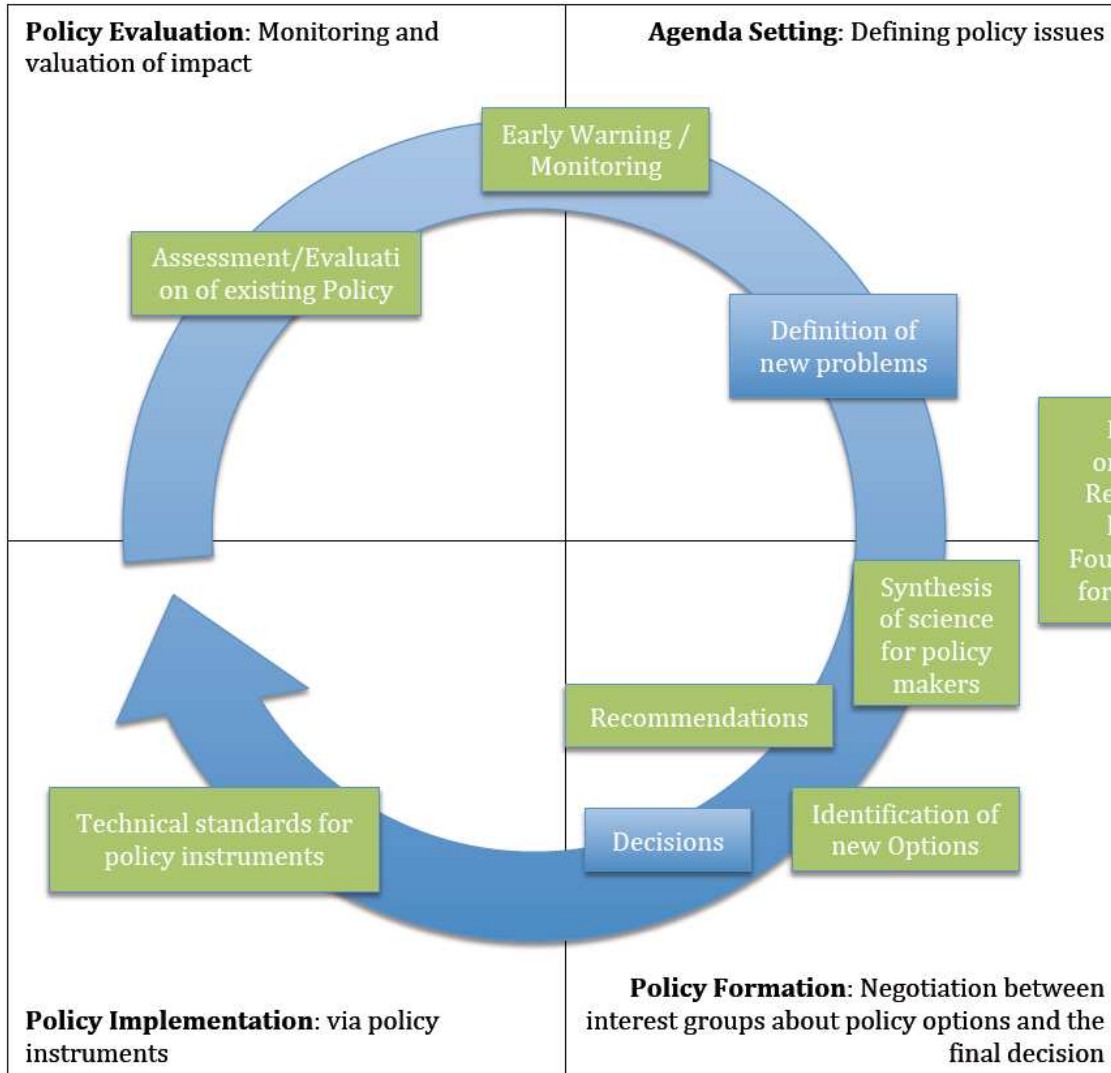 Policy Evaluation: Monitoring and
valuation of impact
Agenda Setting: Defining policy issues
Early Warning /
Monitoring
Assessment/Evaluati
on of existing Policy
Definition of
new problems
Synthesis
of science
for policy
makers
Recommendations
Identification of
new Options
Decisions
Technical standards for
policy instruments
Policy Implementation: via policy
instruments
Policy Formation: Negotiation between
interest groups about policy options and the
final decision